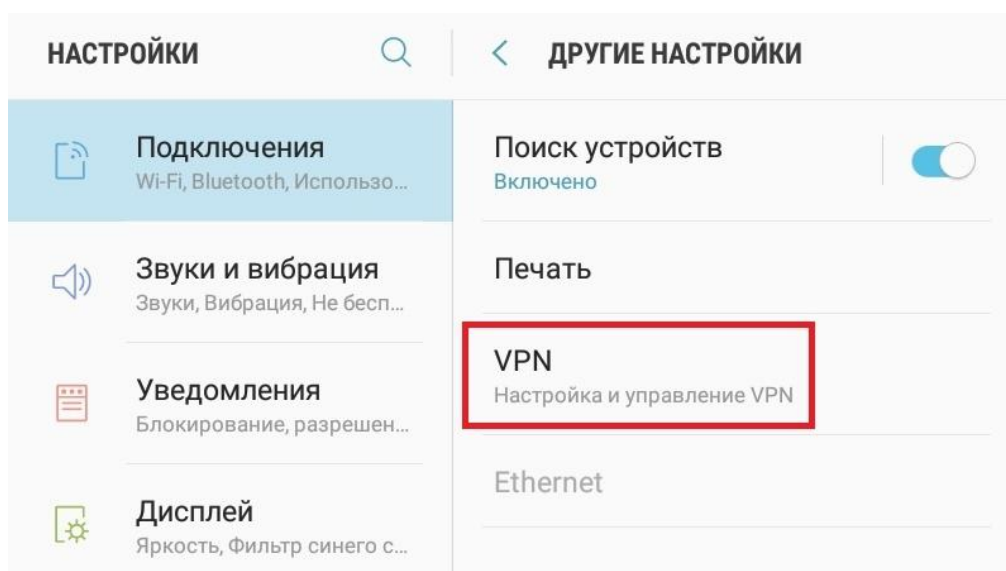 НАСТРОЙКИ
Подключения
Wi-Fi, Bluetooth, Использо...
Звуки и вибрация
Звуки, Вибрация, Не бесп...
Уведомления
Блокирование, разрешен...
Дисплей
Яркость, Фильтр синего с...
ДРУГИЕ НАСТРОЙКИ
Поиск устройств
Включено
Печать
VPN
Настройка и управление VPN
Ethernet